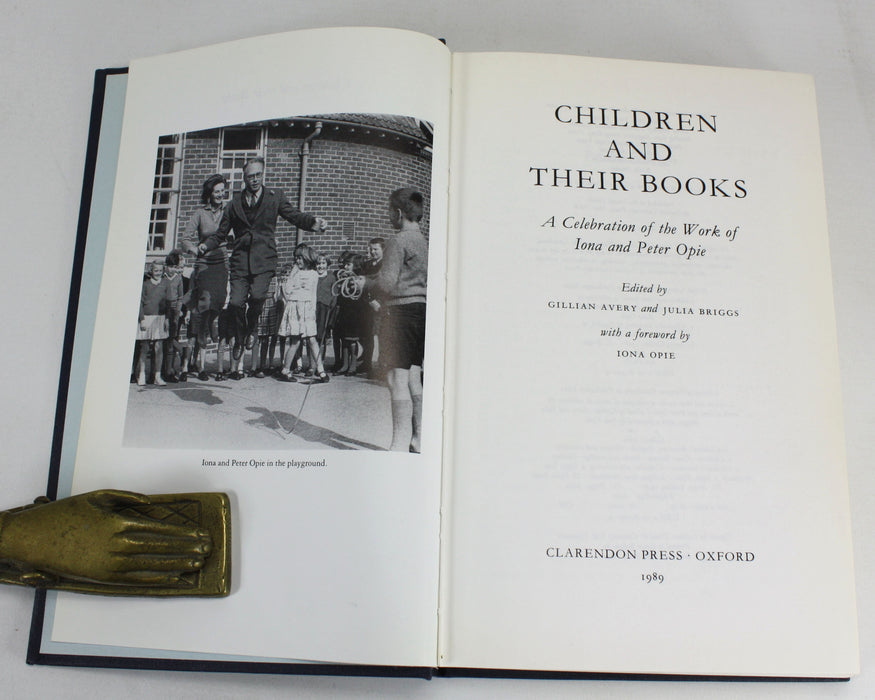 Iona and Peter Opie in the playground.
CHILDREN
AND
THEIR BOOKS
A Celebration of the Work of
Iona and Peter Opie
Edited by
GILLIAN AVERY and JULIA BRIGGS
with a foreword by
IONA OPIE
CLARENDON PRESS · OXFORD
1989